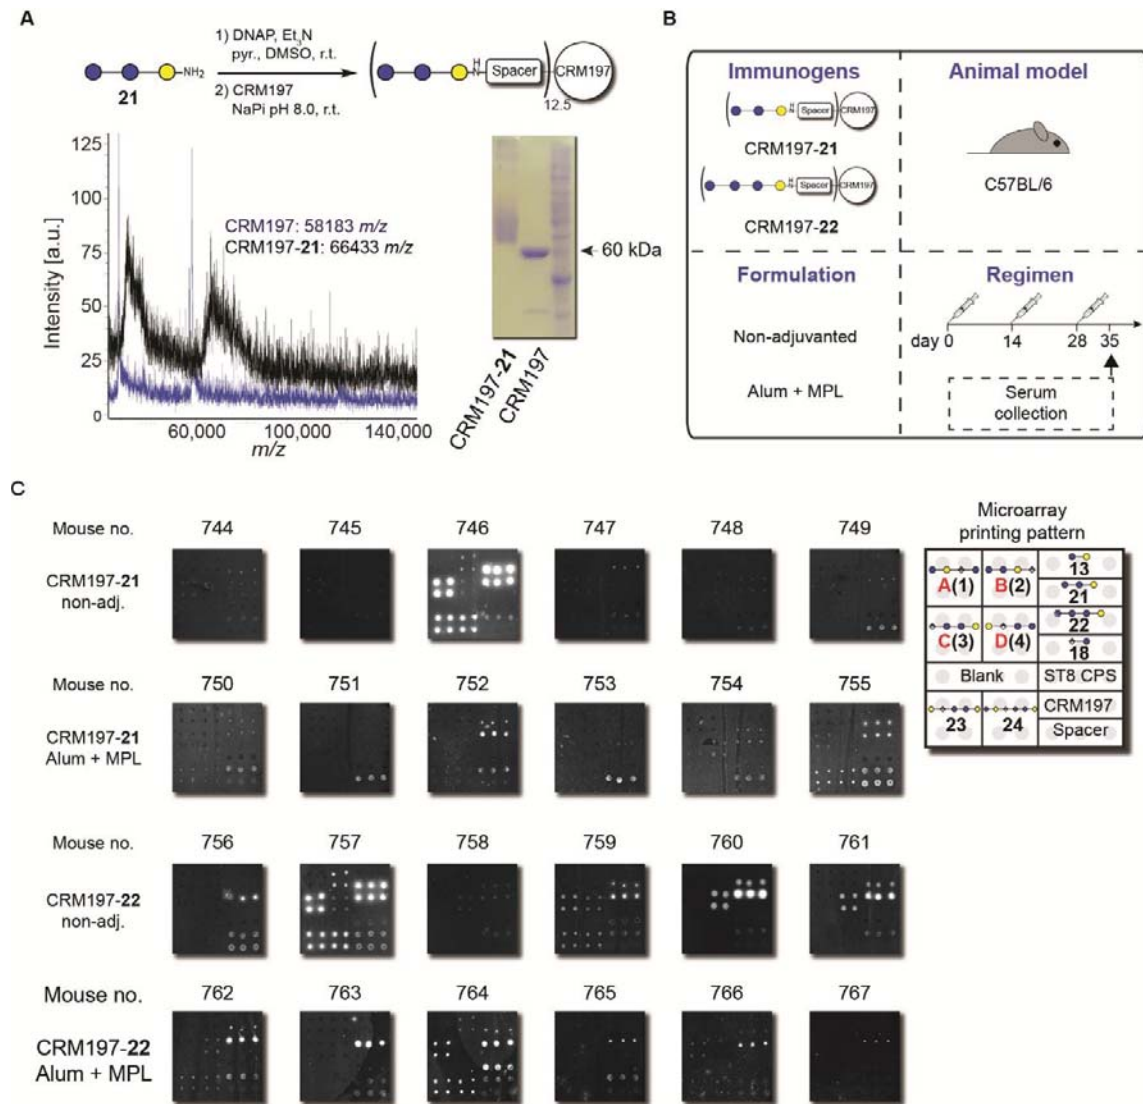 A
1) DNAP, Et3N
pyr., DMSO, r.t.
2) CRM197
NaPi pH 8.0, r.t.
NH2
21
H
N
Spacer
CRM197
12.5
125
100
75
50
25
0
Intensity [a.u.]
CRM197: 58183 m/z
CRM197-21: 66433 m/z
60,000 100,000 140,000
m/z
60 kDa
CRM197-21
CRM197
B
Immunogens
H
N
Spacer
CRM197
CRM197-21
H
N
Spacer
CRM197
CRM197-22
Animal model
C57BL/6
Formulation
Non-adjuvanted
Alum + MPL
Regimen
day 0 14 28 35
Serum
collection
C
Mouse no. 744 745 746 747 748 749
CRM197-21
non-adj.
Mouse no. 750 751 752 753 754 755
CRM197-21
Alum + MPL
Mouse no. 756 757 758 759 760 761
CRM197-22
non-adj.
Mouse no. 762 763 764 765 766 767
CRM197-22
Alum + MPL
Microarray
printing pattern
A(1) B(2) 13
21
C(3) D(4) 22
18
Blank ST8 CPS
23 24 CRM197
Spacer